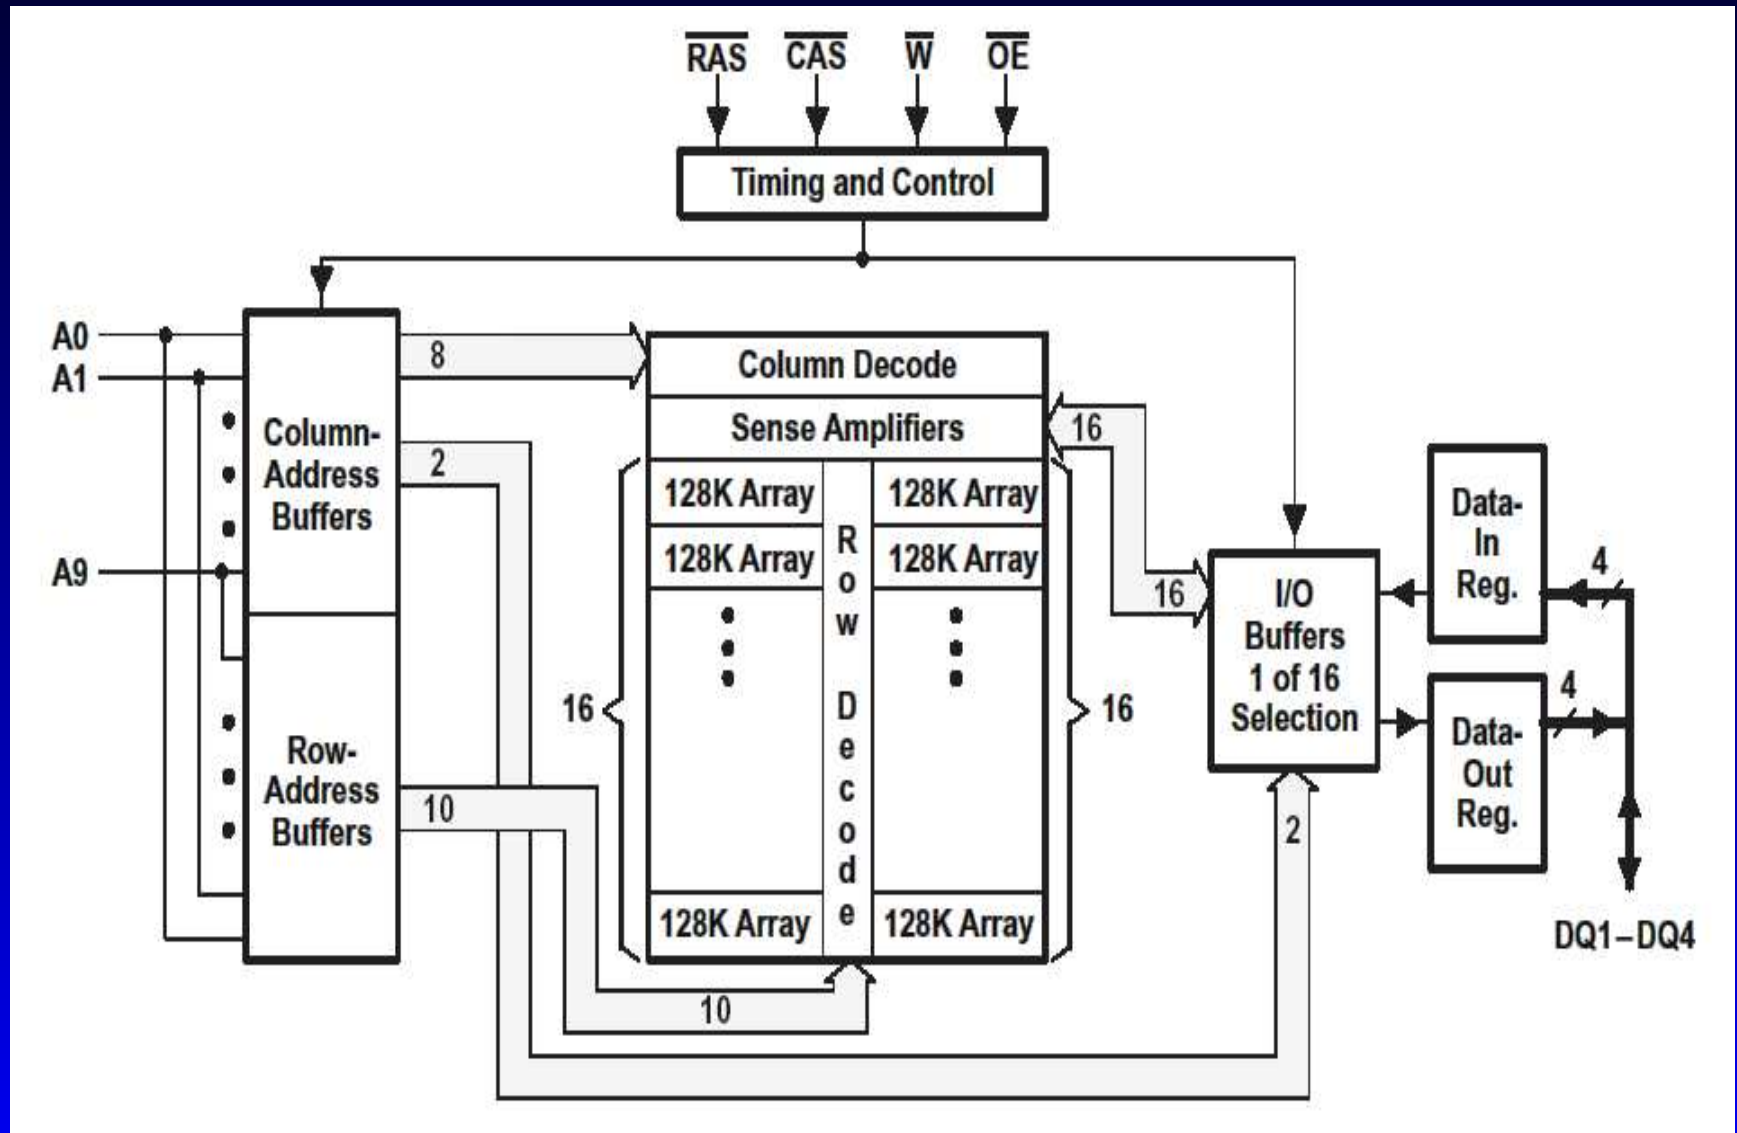 RAS CAS W OE
Timing and Control
A0
A1
A9
Column-
Address
Buffers
Row-
Address
Buffers
8
2
10
Column Decode
Sense Amplifiers
128K Array
128K Array
128K Array
128K Array
128K Array
128K Array
Row Decode
16
16
10
16
16
I/O
Buffers
1 of 16
Selection
2
Data-
In
Reg.
4
Data-
Out
Reg.
4
DQ1–DQ4